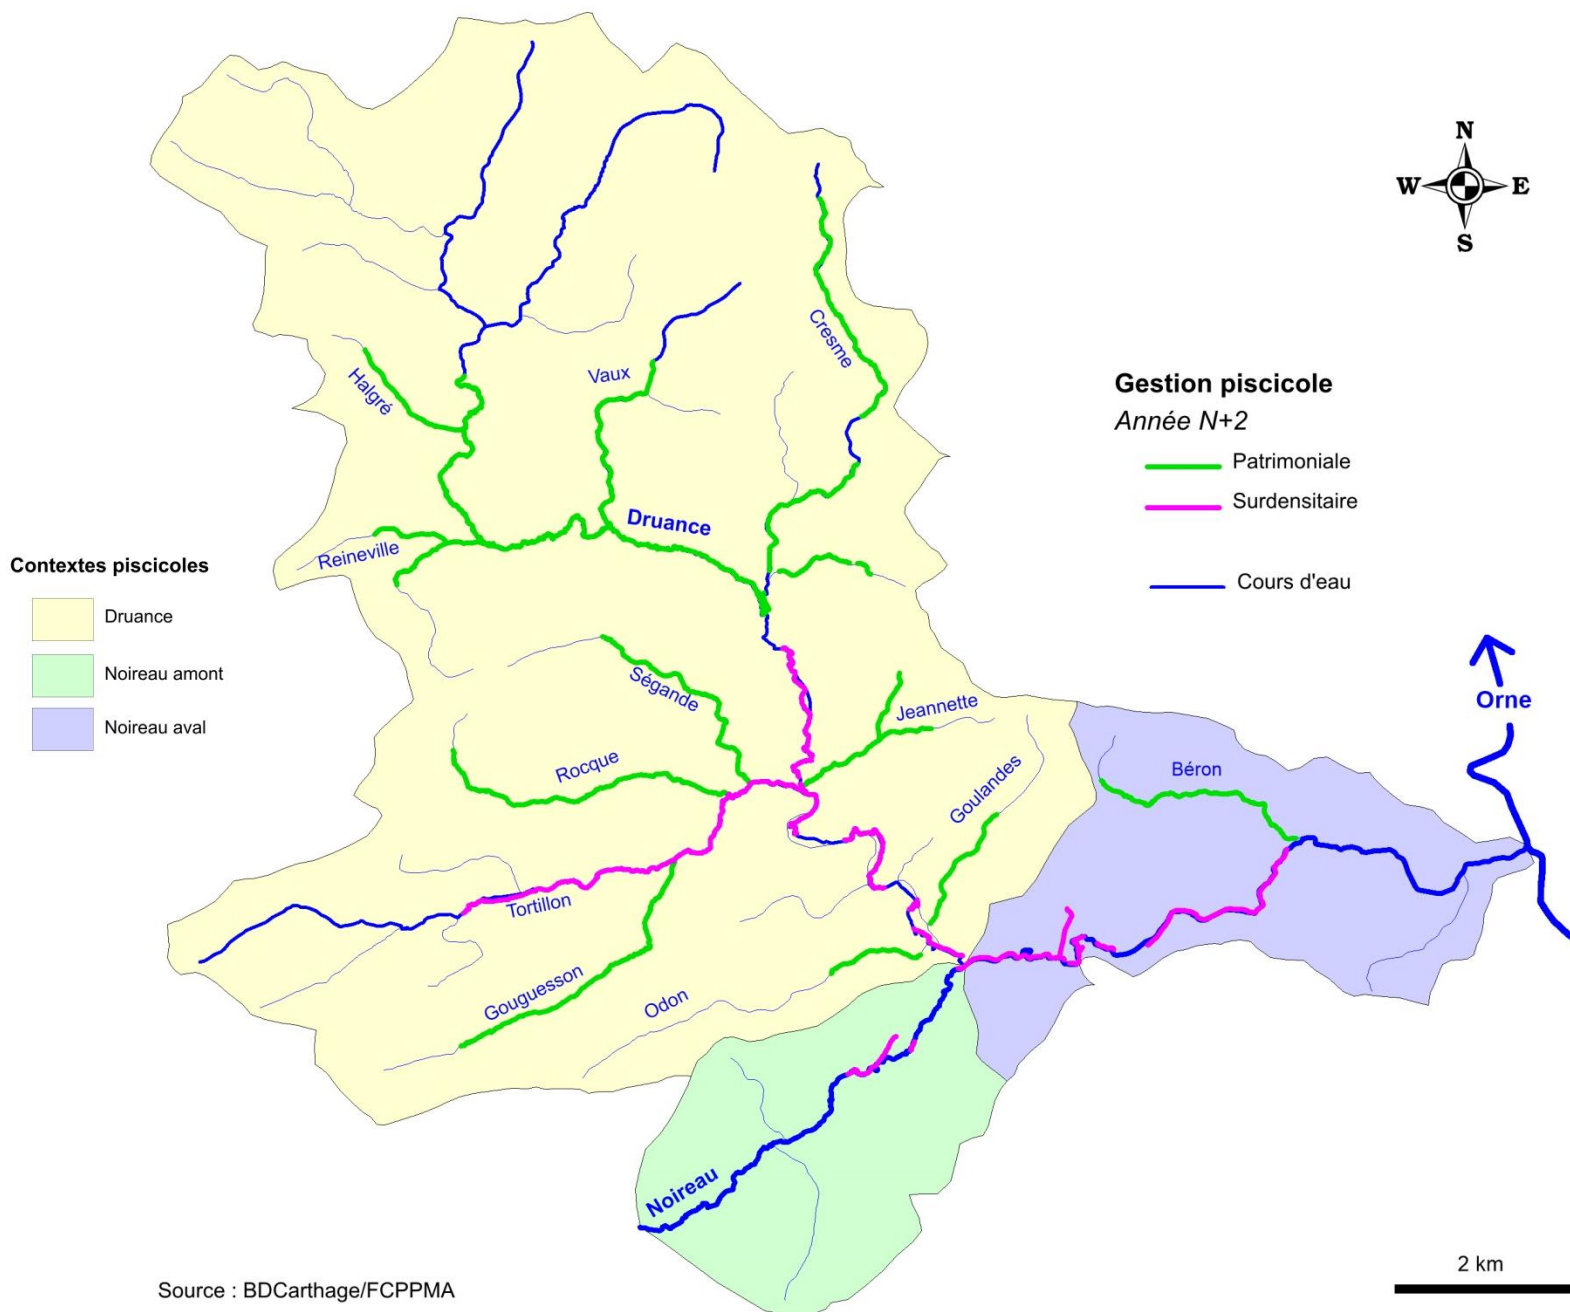 N
W
E
S
Cresme
Vaux
Halgré
Gestion piscicole
Année N+2
Patrimoniale
Surdensitaire
Cours d'eau
Druance
Reineville
Contextes piscicoles
Druance
Noireau amont
Noireau aval
Ségande
Jeannette
Orne
Rocque
Goulandes
Béron
Tortillon
Gouguesson
Odon
Noireau
2 km
Source : BDCarthage/FCPPMA